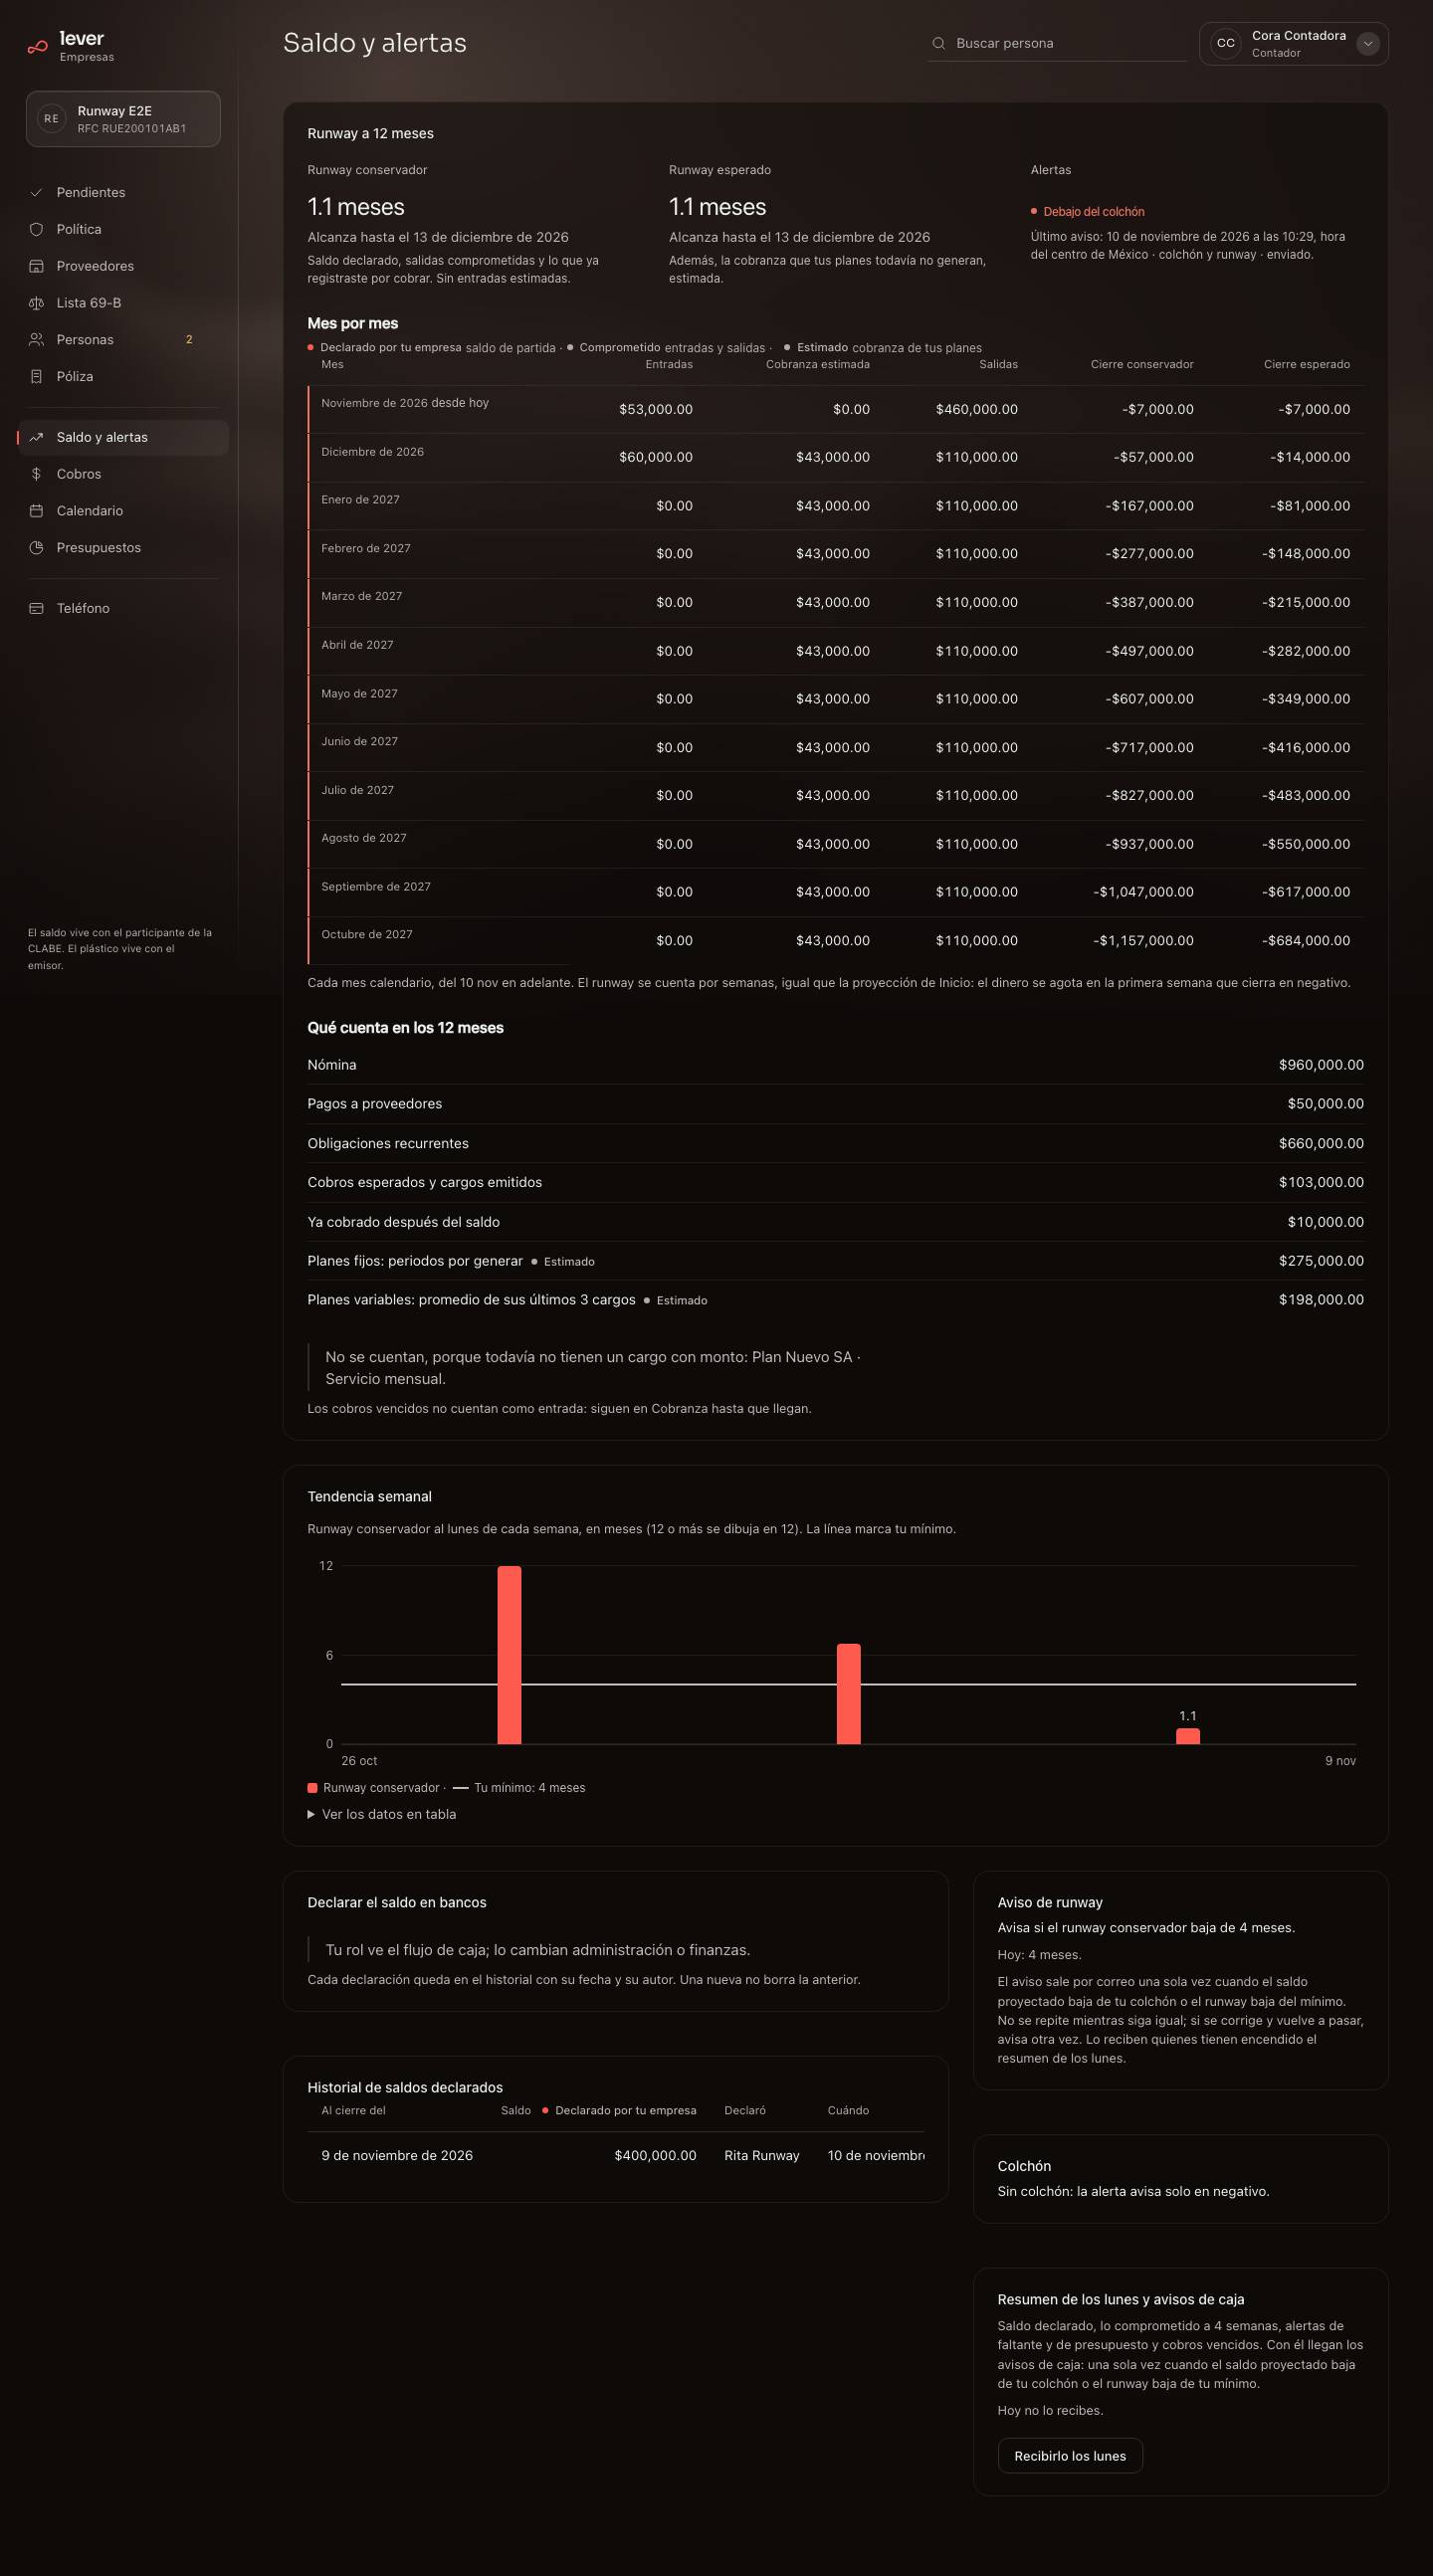 lever
Empresas
RE
Runway E2E
RFC RUE200101AB1
Pendientes
Política
Proveedores
Lista 69-B
Personas 2
Póliza
Saldo y alertas
Cobros
Calendario
Presupuestos
Teléfono
El saldo vive con el participante de la
CLABE. El plástico vive con el
emisor.
Saldo y alertas
Buscar persona
CC
Cora Contadora
Contador
Runway a 12 meses
Runway conservador
1.1 meses
Alcanza hasta el 13 de diciembre de 2026
Saldo declarado, salidas comprometidas y lo que ya
registraste por cobrar. Sin entradas estimadas.
Runway esperado
1.1 meses
Alcanza hasta el 13 de diciembre de 2026
Además, la cobranza que tus planes todavía no generan,
estimada.
Alertas
Debajo del colchón
Último aviso: 10 de noviembre de 2026 a las 10:29, hora
del centro de México · colchón y runway · enviado.
Mes por mes
Declarado por tu empresa saldo de partida · Comprometido entradas y salidas · Estimado cobranza de tus planes
Mes Entradas Cobranza estimada Salidas Cierre conservador Cierre esperado
Noviembre de 2026 desde hoy $53,000.00 $0.00 $460,000.00 -$7,000.00 -$7,000.00
Diciembre de 2026 $60,000.00 $43,000.00 $110,000.00 -$57,000.00 -$14,000.00
Enero de 2027 $0.00 $43,000.00 $110,000.00 -$167,000.00 -$81,000.00
Febrero de 2027 $0.00 $43,000.00 $110,000.00 -$277,000.00 -$148,000.00
Marzo de 2027 $0.00 $43,000.00 $110,000.00 -$387,000.00 -$215,000.00
Abril de 2027 $0.00 $43,000.00 $110,000.00 -$497,000.00 -$282,000.00
Mayo de 2027 $0.00 $43,000.00 $110,000.00 -$607,000.00 -$349,000.00
Junio de 2027 $0.00 $43,000.00 $110,000.00 -$717,000.00 -$416,000.00
Julio de 2027 $0.00 $43,000.00 $110,000.00 -$827,000.00 -$483,000.00
Agosto de 2027 $0.00 $43,000.00 $110,000.00 -$937,000.00 -$550,000.00
Septiembre de 2027 $0.00 $43,000.00 $110,000.00 -$1,047,000.00 -$617,000.00
Octubre de 2027 $0.00 $43,000.00 $110,000.00 -$1,157,000.00 -$684,000.00
Cada mes calendario, del 10 nov en adelante. El runway se cuenta por semanas, igual que la proyección de Inicio: el dinero se agota en la primera semana que cierra en negativo.
Qué cuenta en los 12 meses
Nómina $960,000.00
Pagos a proveedores $50,000.00
Obligaciones recurrentes $660,000.00
Cobros esperados y cargos emitidos $103,000.00
Ya cobrado después del saldo $10,000.00
Planes fijos: periodos por generar Estimado $275,000.00
Planes variables: promedio de sus últimos 3 cargos Estimado $198,000.00
No se cuentan, porque todavía no tienen un cargo con monto: Plan Nuevo SA ·
Servicio mensual.
Los cobros vencidos no cuentan como entrada: siguen en Cobranza hasta que llegan.
Tendencia semanal
Runway conservador al lunes de cada semana, en meses (12 o más se dibuja en 12). La línea marca tu mínimo.
12
6
1.1
0
26 oct 9 nov
Runway conservador · Tu mínimo: 4 meses
Ver los datos en tabla
Declarar el saldo en bancos
Tu rol ve el flujo de caja; lo cambian administración o finanzas.
Cada declaración queda en el historial con su fecha y su autor. Una nueva no borra la anterior.
Historial de saldos declarados
Al cierre del Saldo Declarado por tu empresa Declaró Cuándo
9 de noviembre de 2026 $400,000.00 Rita Runway 10 de noviembr
Aviso de runway
Avisa si el runway conservador baja de 4 meses.
Hoy: 4 meses.
El aviso sale por correo una sola vez cuando el saldo
proyectado baja de tu colchón o el runway baja del mínimo.
No se repite mientras siga igual; si se corrige y vuelve a pasar,
avisa otra vez. Lo reciben quienes tienen encendido el
resumen de los lunes.
Colchón
Sin colchón: la alerta avisa solo en negativo.
Resumen de los lunes y avisos de caja
Saldo declarado, lo comprometido a 4 semanas, alertas de
faltante y de presupuesto y cobros vencidos. Con él llegan los
avisos de caja: una sola vez cuando el saldo proyectado baja
de tu colchón o el runway baja de tu mínimo.
Hoy no lo recibes.
Recibirlo los lunes